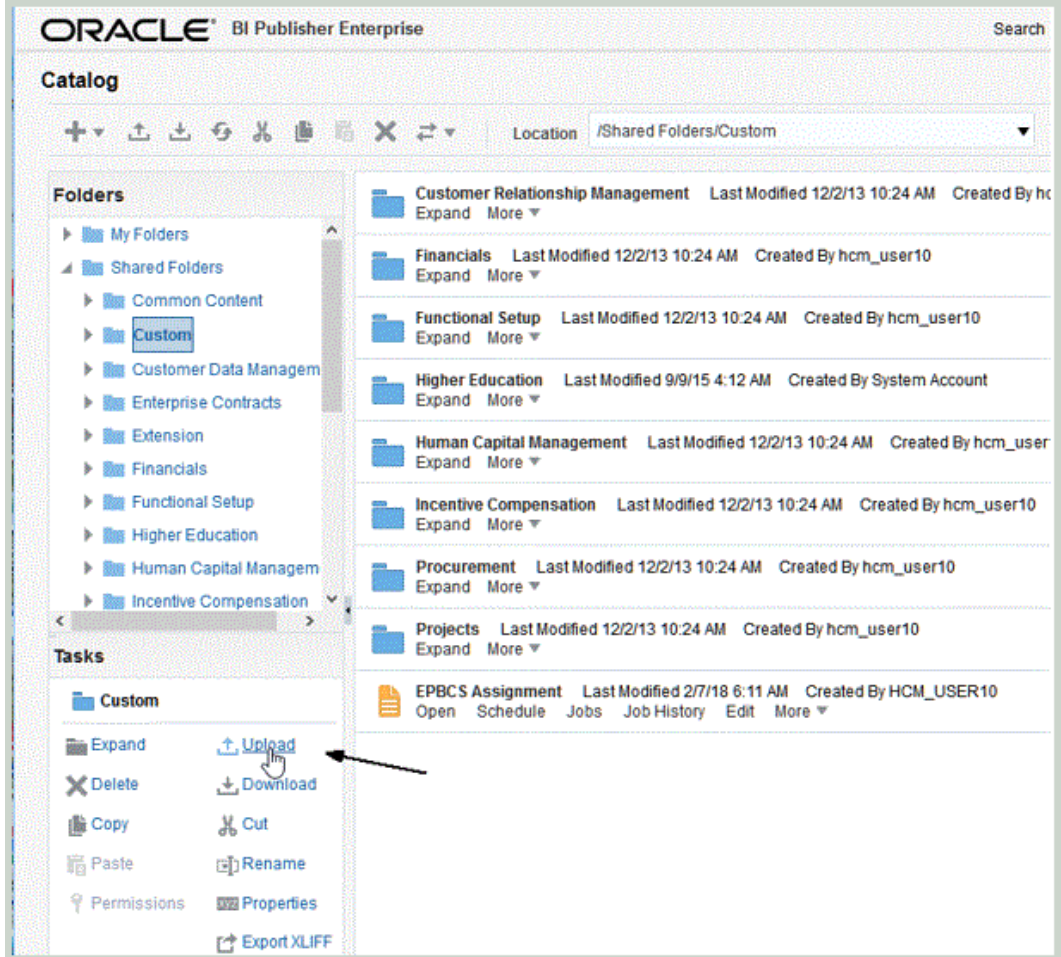 ORACLE® BI Publisher Enterprise Search
Catalog
Location /Shared Folders/Custom
Folders
My Folders
Shared Folders
Common Content
Custom
Customer Data Managem
Enterprise Contracts
Extension
Financials
Functional Setup
Higher Education
Human Capital Managem
Incentive Compensation
Customer Relationship Management Last Modified 12/2/13 10:24 AM Created By hc
Expand More
Financials Last Modified 12/2/13 10:24 AM Created By hcm_user10
Expand More
Functional Setup Last Modified 12/2/13 10:24 AM Created By hcm_user10
Expand More
Higher Education Last Modified 9/9/15 4:12 AM Created By System Account
Expand More
Human Capital Management Last Modified 12/2/13 10:24 AM Created By hcm_user
Expand More
Incentive Compensation Last Modified 12/2/13 10:24 AM Created By hcm_user10
Expand More
Procurement Last Modified 12/2/13 10:24 AM Created By hcm_user10
Expand More
Projects Last Modified 12/2/13 10:24 AM Created By hcm_user10
Expand More
EPBCS Assignment Last Modified 2/7/18 6:11 AM Created By HCM_USER10
Open Schedule Jobs Job History Edit More
Tasks
Custom
Expand Upload
Delete Download
Copy Cut
Paste Rename
Permissions xyz Properties
Export XLIFF